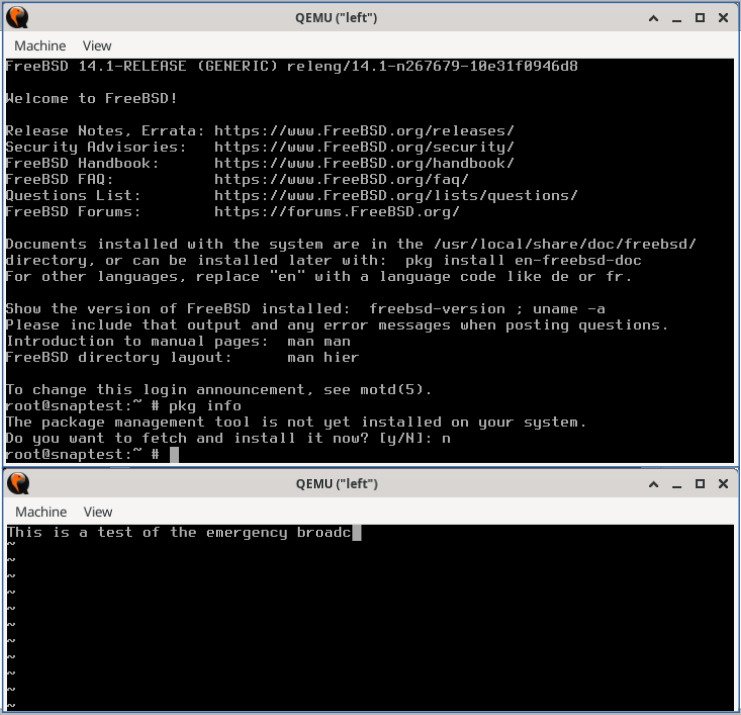 QEMU ("left")
Machine View
FreeBSD 14.1-RELEASE (GENERIC) releng/14.1-n267679-10e31f0946d8
Welcome to FreeBSD!
Release Notes, Errata: https://www.FreeBSD.org/releases/
Security Advisories: https://www.FreeBSD.org/security/
FreeBSD Handbook: https://www.FreeBSD.org/handbook/
FreeBSD FAQ: https://www.FreeBSD.org/faq/
Questions List: https://www.FreeBSD.org/lists/questions/
FreeBSD Forums: https://forums.FreeBSD.org/
Documents installed with the system are in the /usr/local/share/doc/freebsd/
directory, or can be installed later with: pkg install en-freebsd-doc
For other languages, replace "en" with a language code like de or fr.
Show the version of FreeBSD installed: freebsd-version ; uname -a
Please include that output and any error messages when posting questions.
Introduction to manual pages: man man
FreeBSD directory layout: man hier
To change this login announcement, see motd(5).
root@snaptest:~ # pkg info
The package management tool is not yet installed on your system.
Do you want to fetch and install it now? [y/N]: n
root@snaptest:~ #
QEMU ("left")
Machine View
This is a test of the emergency broadc
~
~
~
~
~
~
~
~
~
~
~